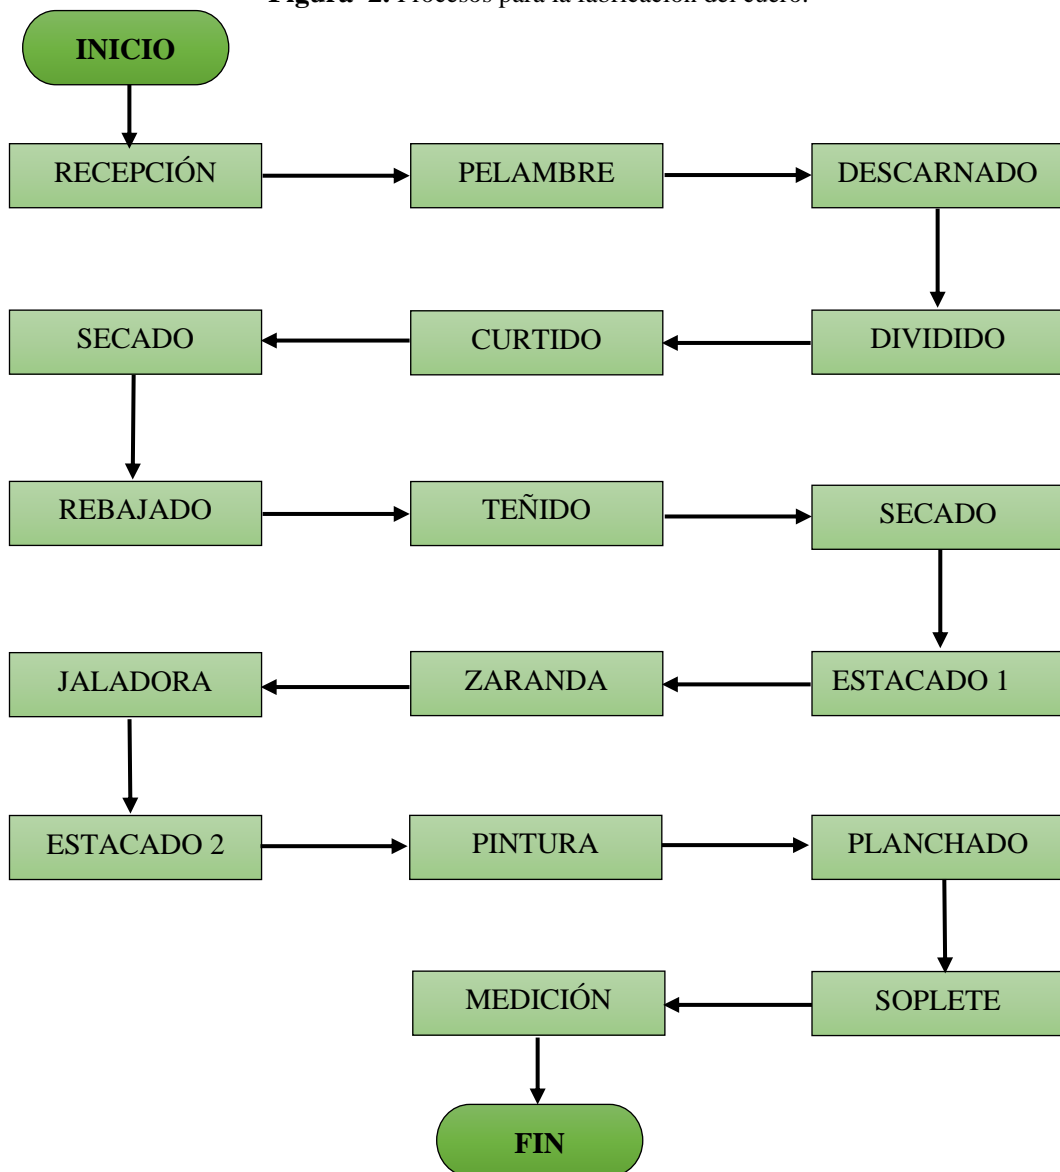 Figura 2. Procesos para la fabricación del cuero.
INICIO
RECEPCIÓN
PELAMBRE
DESCARNADO
DIVIDIDO
CURTIDO
SECADO
REBAJADO
TEÑIDO
SECADO
ESTACADO 1
ZARANDA
JALADORA
ESTACADO 2
PINTURA
PLANCHADO
SOPLETE
MEDICIÓN
FIN